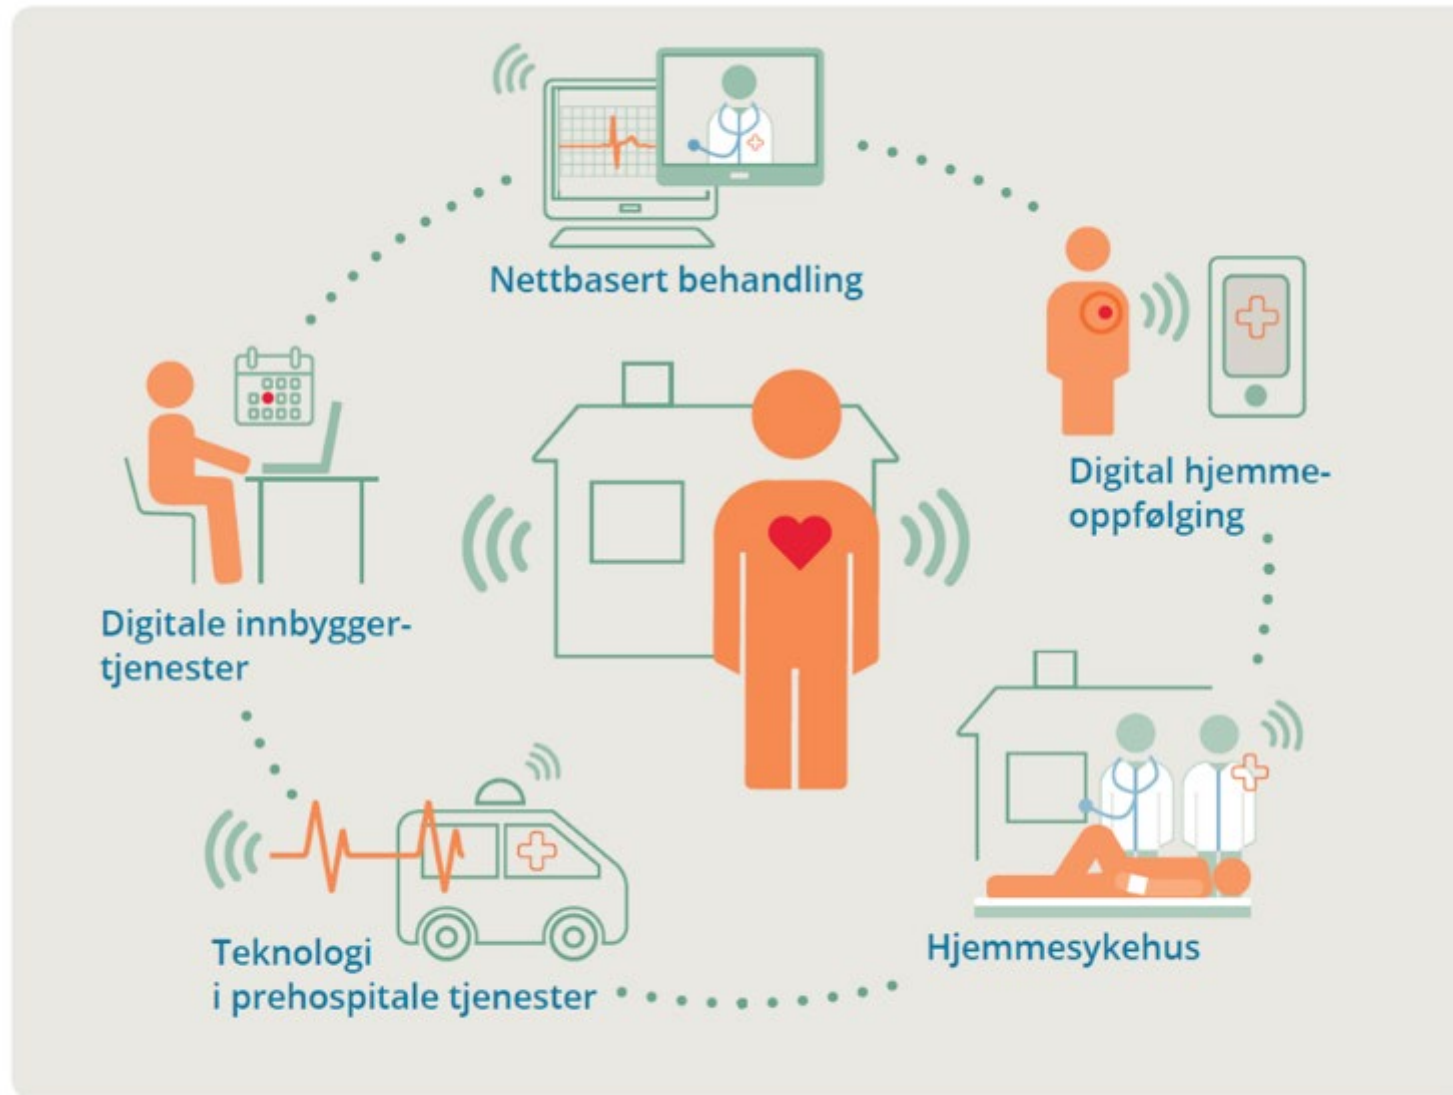 Nettbasert behandling
Digital hjemme-
oppfølging
Digitale innbygger-
tjenester
Hjemmesykehus
Teknologi
i prehospitale tjenester